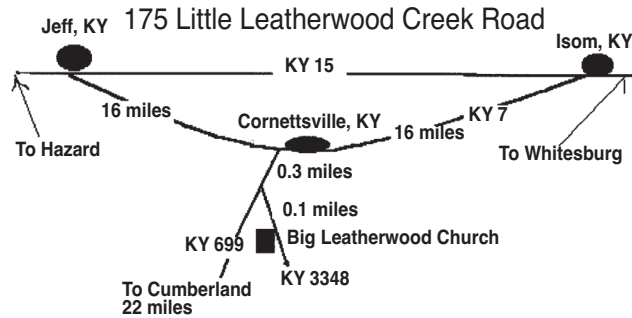 175 Little Leatherwood Creek Road
Jeff, KY
Isom, KY
KY 15
16 miles
KY 7
Cornettsville, KY
16 miles
To Hazard
To Whitesburg
0.3 miles
0.1 miles
KY 699
Big Leatherwood Church
KY 3348
To Cumberland
22 miles